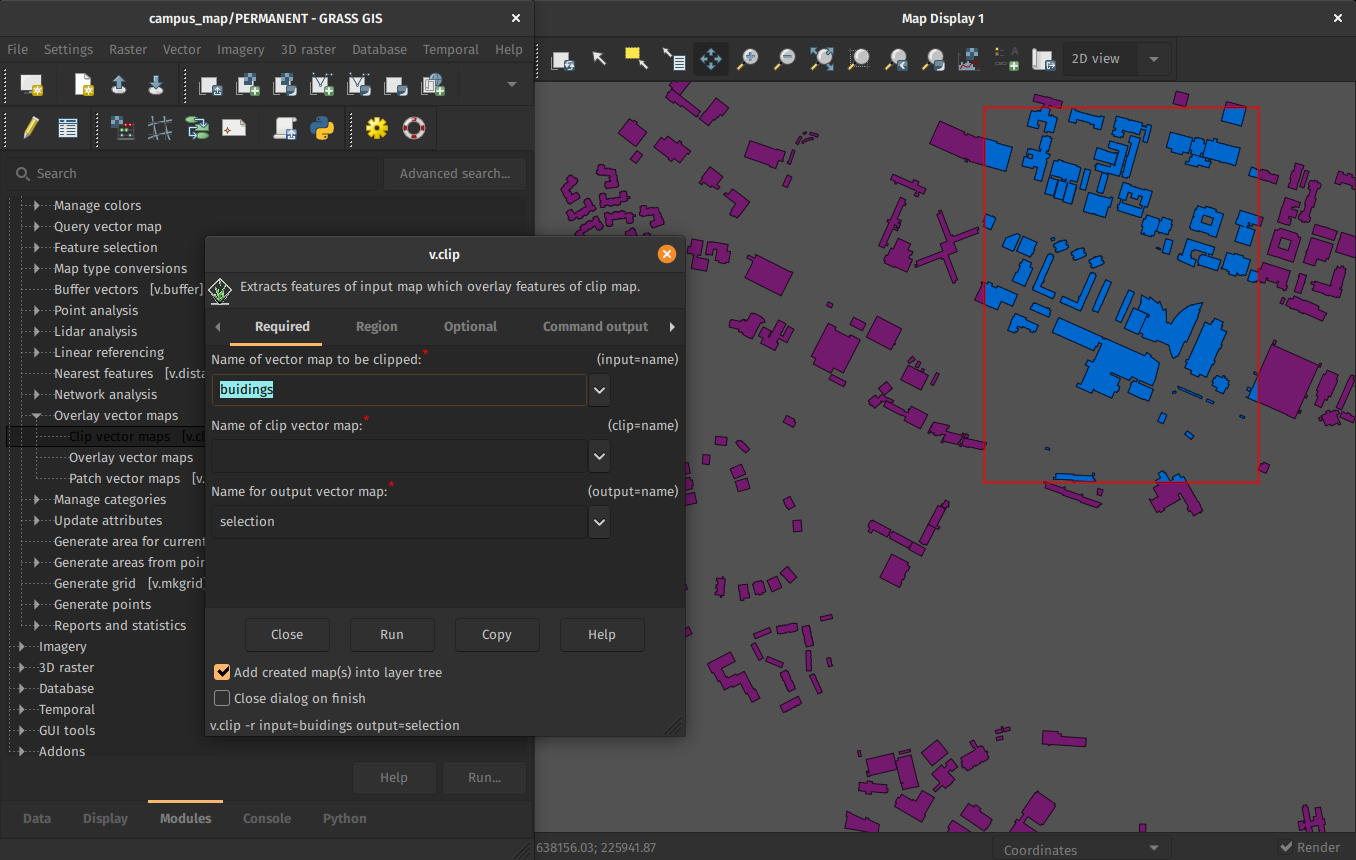 campus_map/PERMANENT - GRASS GIS
Map Display 1
File Settings Raster Vector Imagery 3D raster Database Temporal Help
2D view
Search
Advanced search...
Manage colors
Query vector map
Feature selection
Map type conversions
Buffer vectors [v.buffer]
Point analysis
Lidar analysis
Linear referencing
Nearest features [v.dista
Network analysis
Overlay vector maps
Clip vector maps [v.cl
Overlay vector maps
Patch vector maps [v.
Manage categories
Update attributes
Generate area for current
Generate areas from poin
Generate grid [v.mkgrid]
Generate points
Reports and statistics
Imagery
3D raster
Database
Temporal
GUI tools
Addons
Help
Run...
Data Display Modules Console Python
v.clip
Extracts features of input map which overlay features of clip map.
Required Region Optional Command output
Name of vector map to be clipped:* (input=name)
buidings
Name of clip vector map:* (clip=name)
Name for output vector map:* (output=name)
selection
Close Run Copy Help
Add created map(s) into layer tree
Close dialog on finish
v.clip -r input=buidings output=selection
638156.03; 225941.87
Coordinates
Render